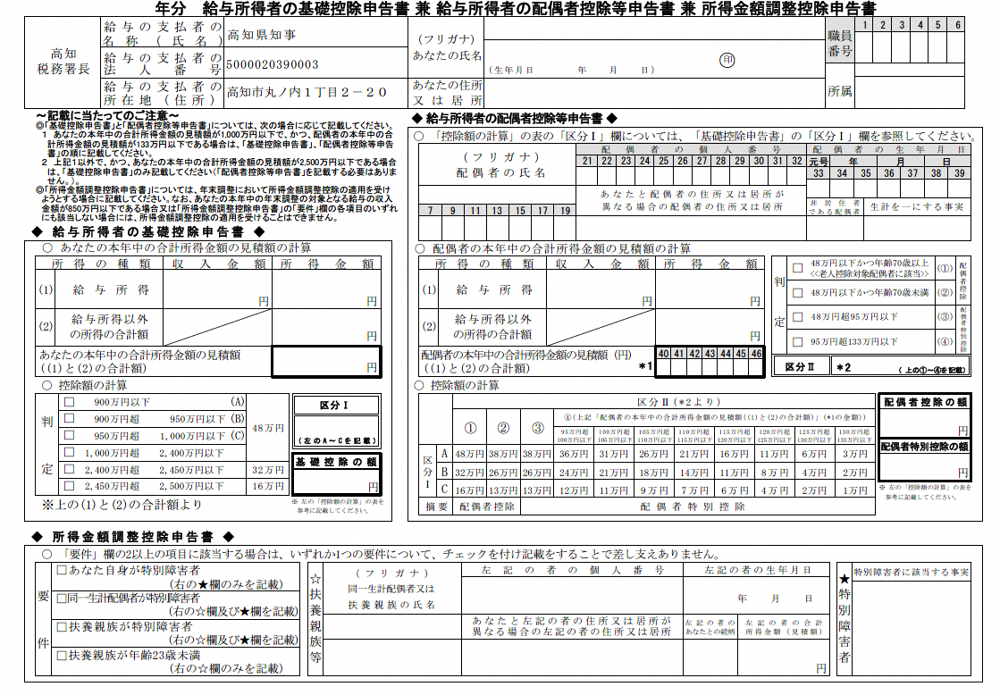 年分　給与所得者の基礎控除申告書 兼 給与所得者の配偶者控除等申告書 兼 所得金額調整控除申告書
高知
税務署長
給与の支払者の
名称（氏名）
高知県知事
給与の支払者の
法人番号
5000020390003
給与の支払者の
所在地（住所）
高知市丸ノ内１丁目２－２０
(フリガナ)
あなたの氏名
印
(生年月日　年　月　日)
あなたの住所
又は居所
職員
番号
1 2 3 4 5 6
所属
～記載に当たってのご注意～
◎「基礎控除申告書」と「配偶者控除等申告書」については、次の場合に応じて記載してください。
1　あなたの本年中の合計所得金額の見積額が1,000万円以下で、かつ、配偶者の本年中の合
計所得金額の見積額が133万円以下である場合は、「基礎控除申告書」、「配偶者控除等申告
書」の順に記載してください。
2　上記1以外で、かつ、あなたの本年中の合計所得金額の見積額が2,500万円以下である場合
は、「基礎控除申告書」のみ記載してください(「配偶者控除等申告書」を記載する必要はありま
せん。)。
◎「所得金額調整控除申告書」については、年末調整において所得金額調整控除の適用を受け
ようとする場合に記載してください。なお、あなたの本年中の年末調整の対象となる給与の収入
金額が850万円以下である場合又は「所得金額調整控除申告書」の「要件」欄の各項目のいずれ
にも該当しない場合には、所得金額調整控除の適用を受けることはできません。
◆ 給与所得者の基礎控除申告書 ◆
○ あなたの本年中の合計所得金額の見積額の計算
所得の種類　収入金額　所得金額
(1)　給与所得　円　円
(2)　給与所得以外
の所得の合計額　円
あなたの本年中の合計所得金額の見積額
((1)と(2)の合計額)　円
○ 控除額の計算
判定
□ 900万円以下 (A)
□ 900万円超　950万円以下 (B)
□ 950万円超　1,000万円以下 (C)
□ 1,000万円超　2,400万円以下
48万円
□ 2,400万円超　2,450万円以下　32万円
□ 2,450万円超　2,500万円以下　16万円
※上の(1)と(2)の合計額より
区分Ⅰ
(左のA～Cを記載)
基礎控除の額
円
※ 左の「控除額の計算」の表を
参考に記載してください。
◆ 給与所得者の配偶者控除等申告書 ◆
○ 「控除額の計算」の表の「区分Ⅰ」欄については、「基礎控除申告書」の「区分Ⅰ」欄を参照してください。
(フリガナ)
配偶者の氏名
配偶者の個人番号
21 22 23 24 25 26 27 28 29 30 31 32
配偶者の生年月日
元号　年　月　日
33 34 35 36 37 38 39
7 9 11 13 15 17 19
あなたと配偶者の住所又は居所が
異なる場合の配偶者の住所又は居所
非居住者
である配偶者
生計を一にする事実
○ 配偶者の本年中の合計所得金額の見積額の計算
所得の種類　収入金額　所得金額
(1)　給与所得　円　円
(2)　給与所得以外
の所得の合計額　円
配偶者の本年中の合計所得金額の見積額 (円)
((1)と(2)の合計額)　*1
40 41 42 43 44 45 46
判定
□ 48万円以下かつ年齢70歳以上
<<老人控除対象配偶者に該当>> (①)
□ 48万円以下かつ年齢70歳未満 (②)
配偶者控除
□ 48万円超95万円以下 (③)
□ 95万円超133万円以下 (④)
配偶者特別控除
区分Ⅱ　*2　(上の①～④を記載)
○ 控除額の計算
区分Ⅱ(*2より)
① ② ③ ④(上記「配偶者の本年中の合計所得金額の見積額((1)と(2)の合計額)」(*1の金額))
95万円超100万円以下　100万円超105万円以下　105万円超110万円以下　110万円超115万円以下　115万円超120万円以下　120万円超125万円以下　125万円超130万円以下　130万円超133万円以下
区分Ⅰ
A 48万円 38万円 38万円 36万円 31万円 26万円 21万円 16万円 11万円 6万円 3万円
B 32万円 26万円 26万円 24万円 21万円 18万円 14万円 11万円 8万円 4万円 2万円
C 16万円 13万円 13万円 12万円 11万円 9万円 7万円 6万円 4万円 2万円 1万円
摘要　配偶者控除　配偶者特別控除
配偶者控除の額
円
配偶者特別控除の額
円
※ 左の「控除額の計算」の表を
参考に記載してください。
◆ 所得金額調整控除申告書 ◆
○ 「要件」欄の2以上の項目に該当する場合は、いずれか1つの要件について、チェックを付け記載をすることで差し支えありません。
要件
□あなた自身が特別障害者
(右の★欄のみを記載)
□同一生計配偶者が特別障害者
(右の☆欄及び★欄を記載)
□扶養親族が特別障害者
(右の☆欄及び★欄を記載)
□扶養親族が年齢23歳未満
(右の☆欄のみを記載)
☆扶養親族等
(フリガナ)
同一生計配偶者又は
扶養親族の氏名
左記の者の個人番号
左記の者の生年月日
年　月　日
あなたと左記の者の住所又は居所が
異なる場合の左記の者の住所又は居所
左記の者の
あなたとの続柄
左記の者の合計
所得金額(見積額)
円
★特別障害者
特別障害者に該当する事実